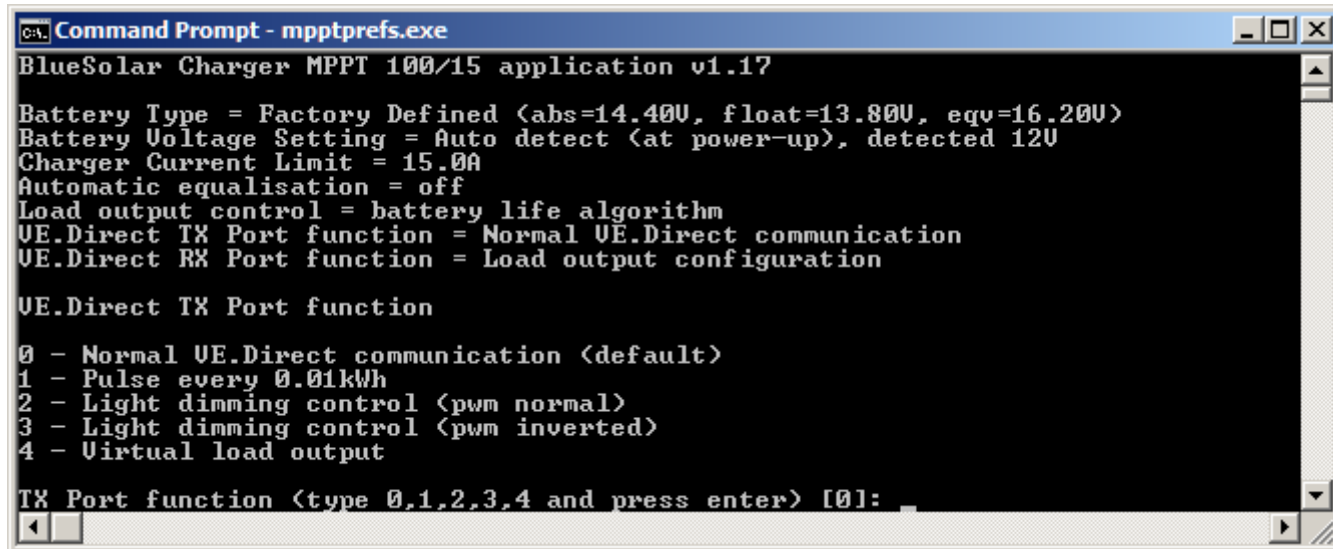 Command Prompt - mpptprefs.exe
BlueSolar Charger MPPT 100/15 application v1.17
Battery Type = Factory Defined (abs=14.40V, float=13.80V, eqv=16.20V)
Battery Voltage Setting = Auto detect (at power-up), detected 12V
Charger Current Limit = 15.0A
Automatic equalisation = off
Load output control = battery life algorithm
VE.Direct TX Port function = Normal VE.Direct communication
VE.Direct RX Port function = Load output configuration
VE.Direct TX Port function
0 - Normal VE.Direct communication (default)
1 - Pulse every 0.01kWh
2 - Light dimming control (pwm normal)
3 - Light dimming control (pwm inverted)
4 - Virtual load output
TX Port function (type 0,1,2,3,4 and press enter) [0]: _